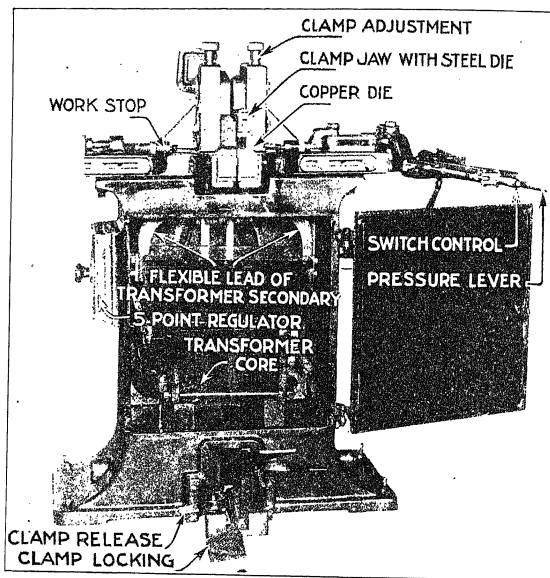 CLAMP ADJUSTMENT
CLAMP JAW WITH STEEL DIE
COPPER DIE
WORK STOP
SWITCH CONTROL
PRESSURE LEVER
FLEXIBLE LEAD OF
TRANSFORMER SECONDARY
5 POINT REGULATOR
TRANSFORMER
CORE
CLAMP RELEASE
CLAMP LOCKING